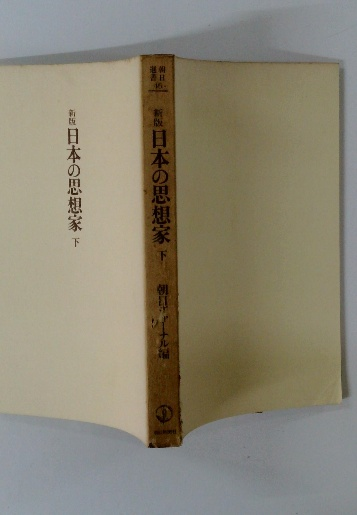 新版
日本の思想家
下
朝日
選書
新版
日本の思想家
下
朝日ジャーナル編